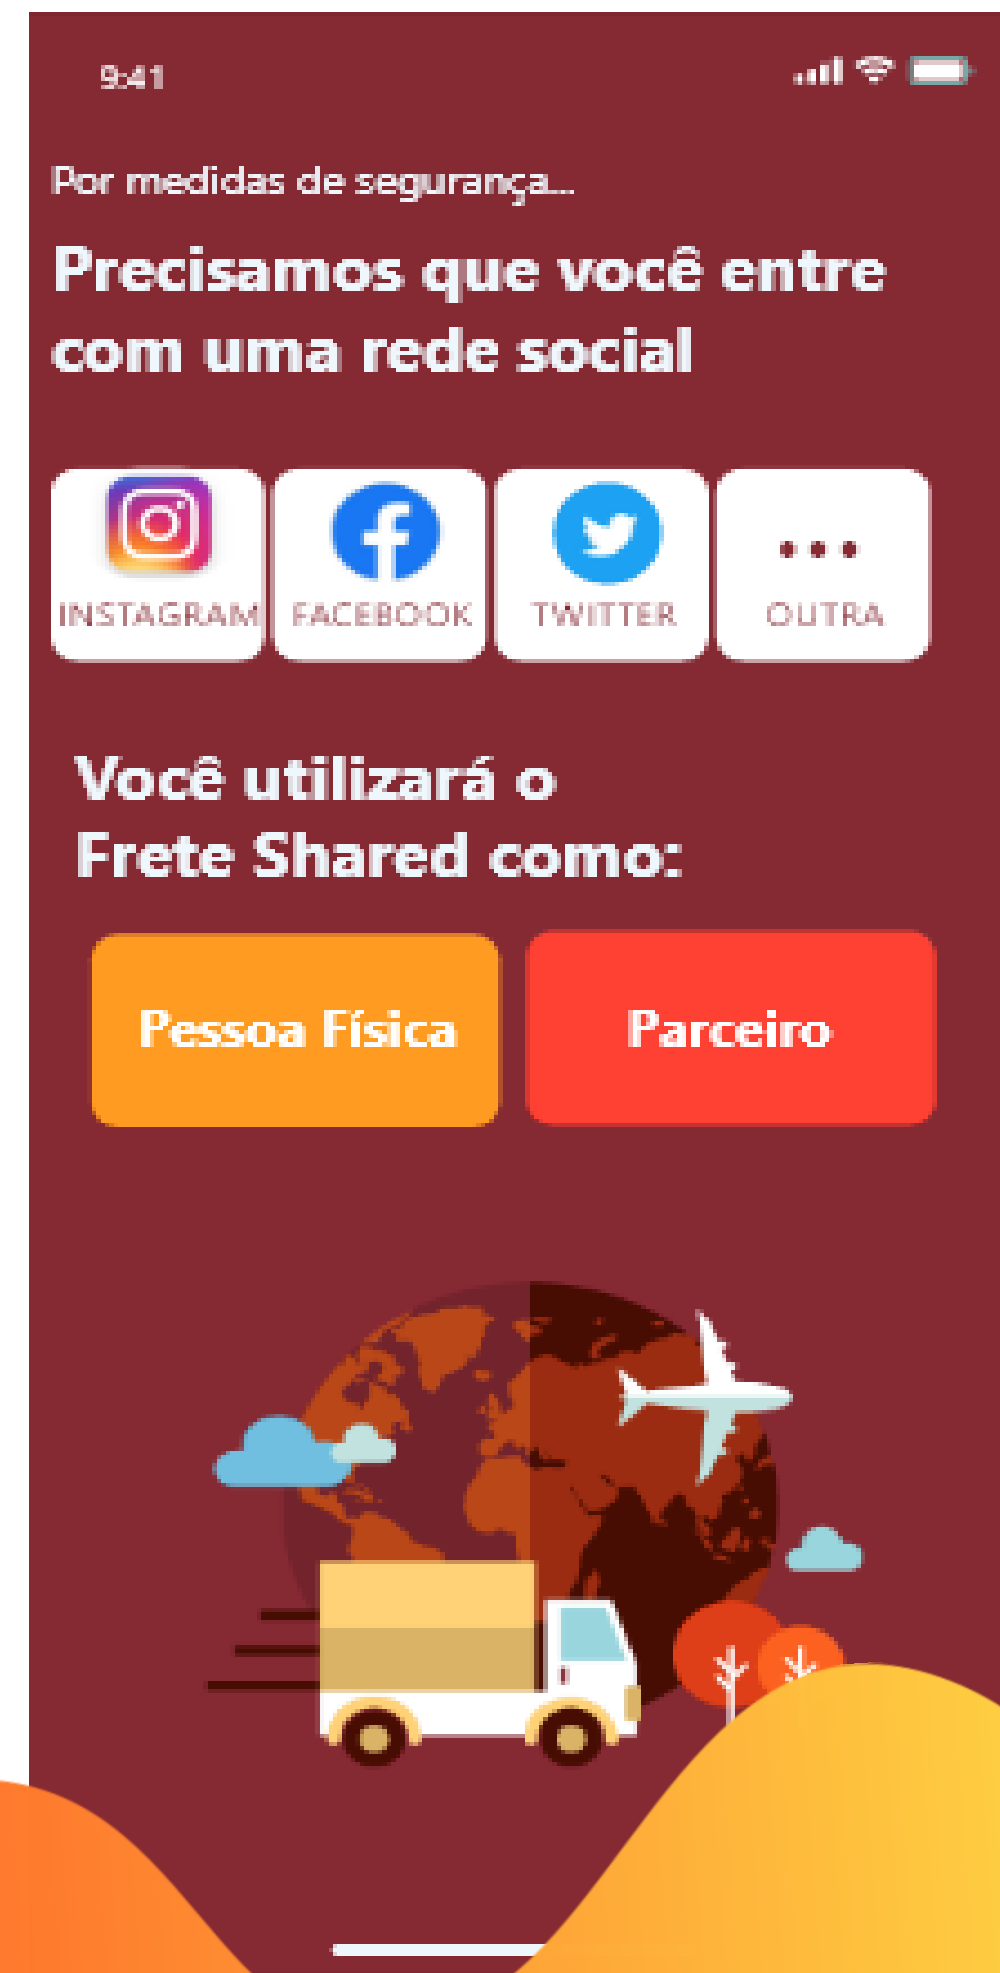 9:41
Por medidas de segurança...
Precisamos que você entre
com uma rede social
INSTAGRAM FACEBOOK TWITTER OUTRA
Você utilizará o
Frete Shared como:
Pessoa Física Parceiro